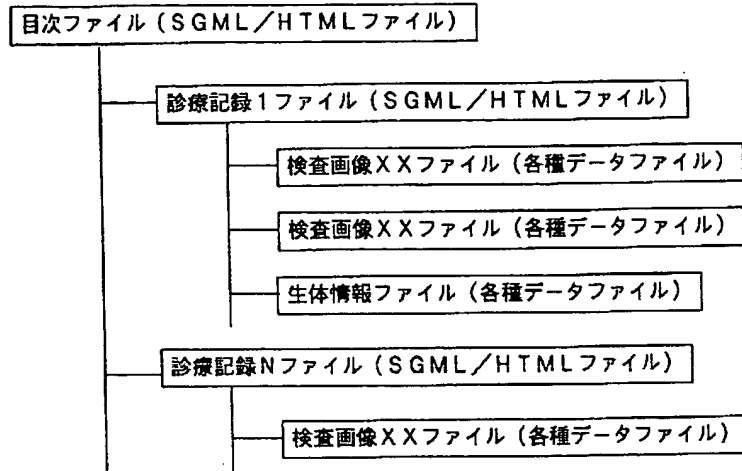 目次ファイル（ＳＧＭＬ／ＨＴＭＬファイル）
診療記録１ファイル（ＳＧＭＬ／ＨＴＭＬファイル）
検査画像ＸＸファイル（各種データファイル）
検査画像ＸＸファイル（各種データファイル）
生体情報ファイル（各種データファイル）
診療記録Ｎファイル（ＳＧＭＬ／ＨＴＭＬファイル）
検査画像ＸＸファイル（各種データファイル）